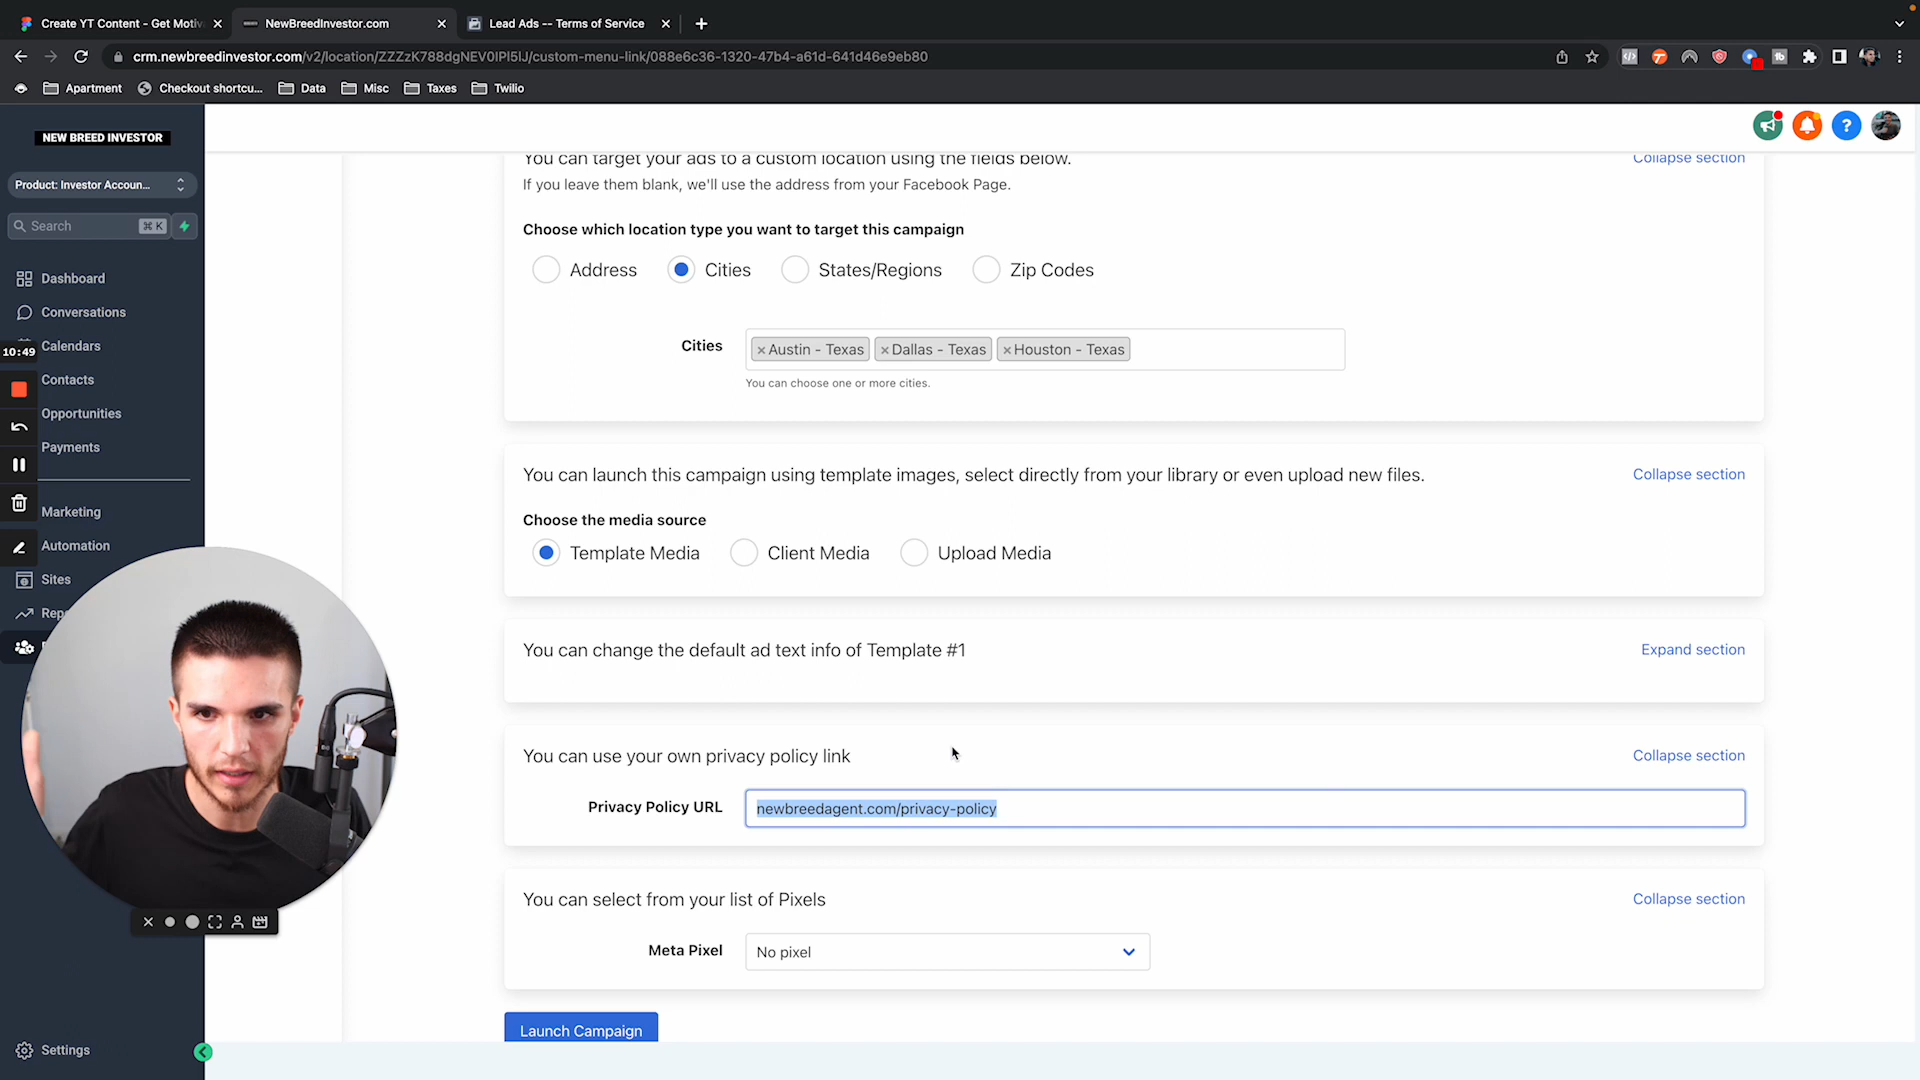 Create YT Content - Get Motiva
NewBreedInvestor.com
Lead Ads -- Terms of Service
crm.newbreedinvestor.com/v2/location/ZZZzK788dgNEV0IPl5lJ/custom-menu-link/088e6c36-1320-47b4-a61d-641d46e9eb80
Apartment
Checkout shortcu...
Data
Misc
Taxes
Twilio
NEW BREED INVESTOR
Product: Investor Accoun...
Search
⌘ K
Dashboard
Conversations
10:49
Calendars
Contacts
Opportunities
Payments
Marketing
Automation
Sites
Repo
Settings
You can target your ads to a custom location using the fields below.
Collapse section
If you leave them blank, we'll use the address from your Facebook Page.
Choose which location type you want to target this campaign
Address
Cities
States/Regions
Zip Codes
Cities
×Austin - Texas
×Dallas - Texas
×Houston - Texas
You can choose one or more cities.
You can launch this campaign using template images, select directly from your library or even upload new files.
Collapse section
Choose the media source
Template Media
Client Media
Upload Media
You can change the default ad text info of Template #1
Expand section
You can use your own privacy policy link
Collapse section
Privacy Policy URL
newbreedagent.com/privacy-policy
You can select from your list of Pixels
Collapse section
Meta Pixel
No pixel
Launch Campaign